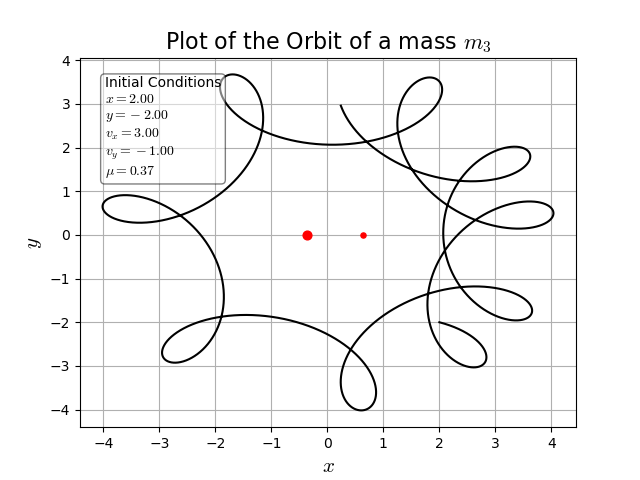 Plot of the Orbit of a mass m₃
Initial Conditions
x = 2.00
y = −2.00
vₓ = 3.00
v_y = −1.00
μ = 0.37
4
3
2
1
0
−1
−2
−3
−4
y
−4 −3 −2 −1 0 1 2 3 4
x